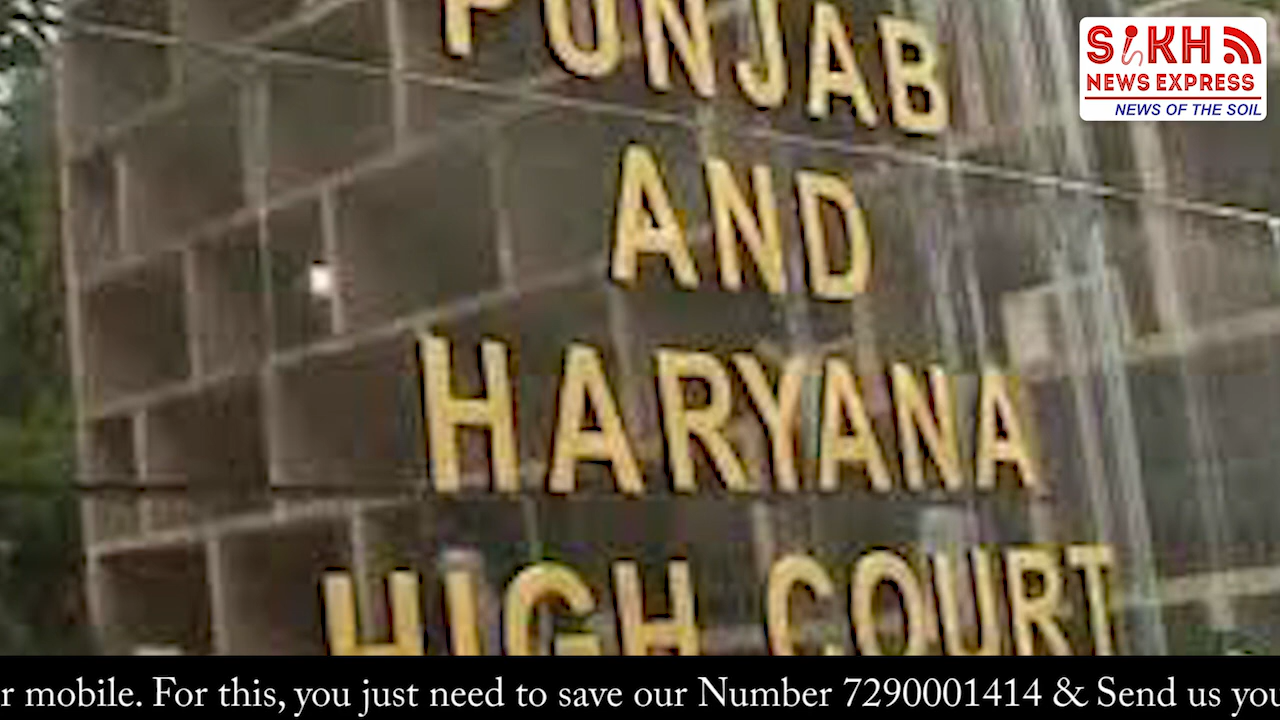 PUNJAB
AND
HARYANA
HIGH COURT
SiKH
NEWS EXPRESS
NEWS OF THE SOIL
r mobile. For this, you just need to save our Number 7290001414 & Send us you